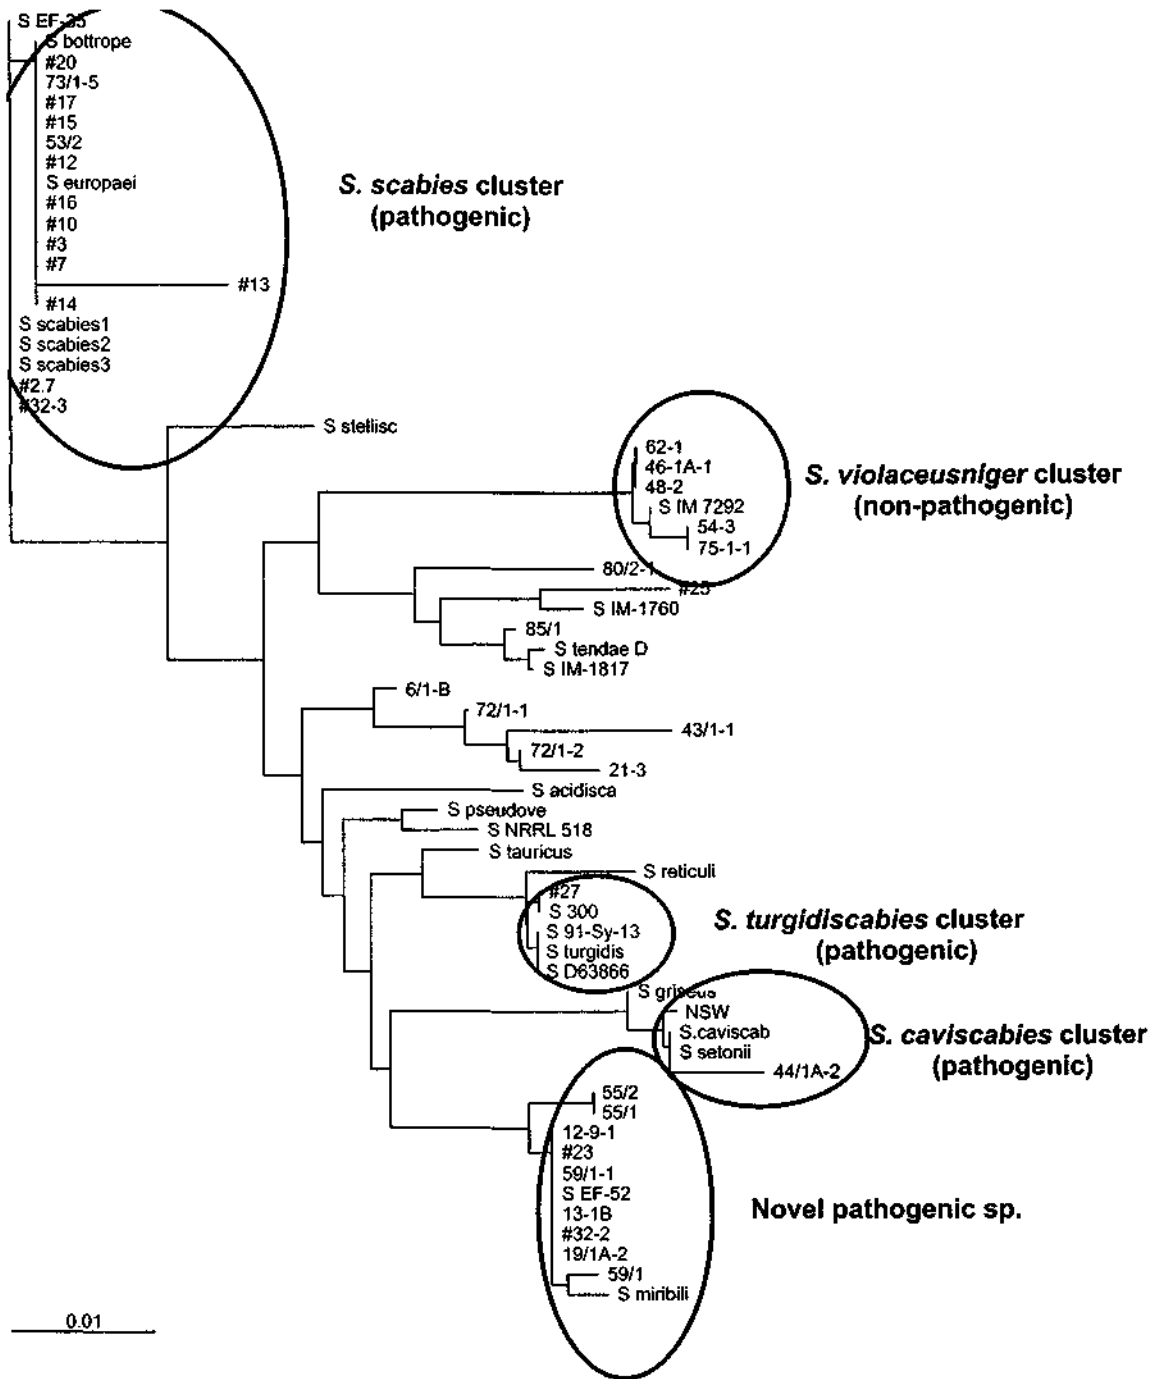 S EF-35
S bottrope
#20
73/1-5
#17
#15
53/2
#12
S europaei
#16
#10
#3
#7
#13
#14
S scabies1
S scabies2
S scabies3
#2.7
#32-3
S. scabies cluster
(pathogenic)
S stellisc
62-1
46-1A-1
48-2
S IM 7292
54-3
75-1-1
S. violaceusniger cluster
(non-pathogenic)
80/2-1
#25
S IM-1760
85/1
S tendae D
S IM-1817
6/1-B
72/1-1
43/1-1
72/1-2
21-3
S acidisca
S pseudove
S NRRL 518
S tauricus
S reticuli
#27
S 300
S 91-Sy-13
S turgidis
S D63866
S. turgidiscabies cluster
(pathogenic)
S griseus
NSW
S.caviscab
S setonii
44/1A-2
S. caviscabies cluster
(pathogenic)
55/2
55/1
12-9-1
#23
59/1-1
S EF-52
13-1B
#32-2
19/1A-2
59/1
S miribili
Novel pathogenic sp.
0.01